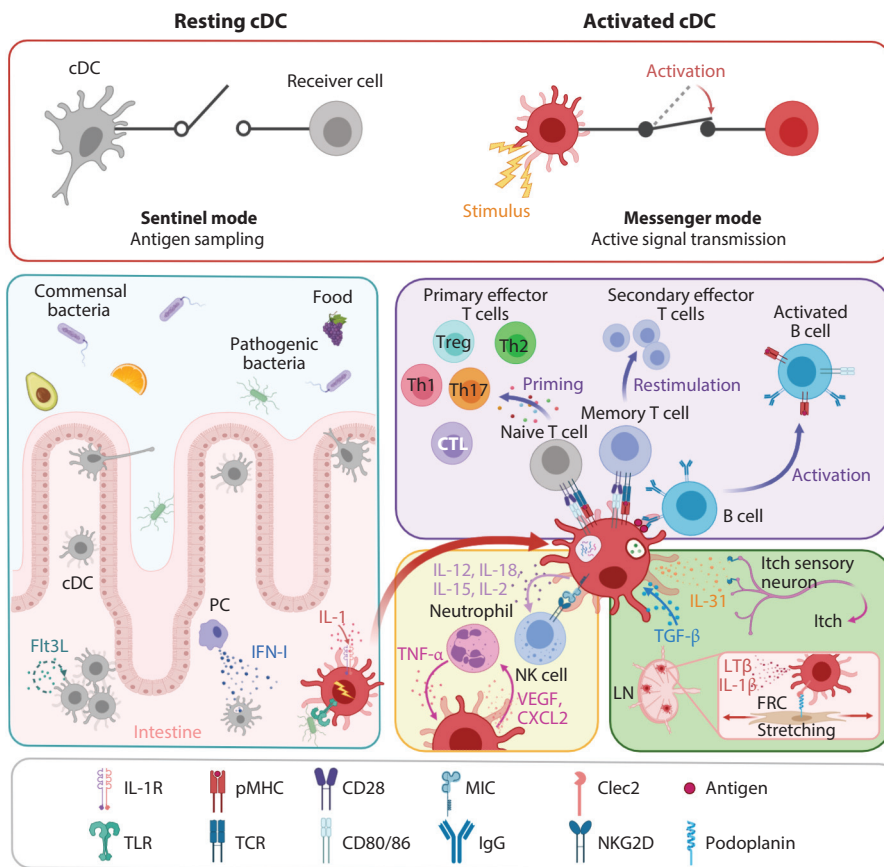 Resting cDC
Activated cDC
cDC
Receiver cell
Activation
Stimulus
Sentinel mode
Antigen sampling
Messenger mode
Active signal transmission
Commensal
bacteria
Food
Pathogenic
bacteria
cDC
PC
Flt3L
IFN-I
IL-1
Intestine
Primary effector
T cells
Secondary effector
T cells
Activated
B cell
Treg
Th2
Th1
Th17
CTL
Priming
Restimulation
Naive T cell
Memory T cell
Activation
B cell
IL-12, IL-18,
IL-15, IL-2
Neutrophil
NK cell
TNF-α
VEGF,
CXCL2
Itch sensory
neuron
IL-31
Itch
TGF-β
LN
LTβ
IL-1β
FRC
Stretching
IL-1R
pMHC
CD28
MIC
Clec2
Antigen
TLR
TCR
CD80/86
IgG
NKG2D
Podoplanin